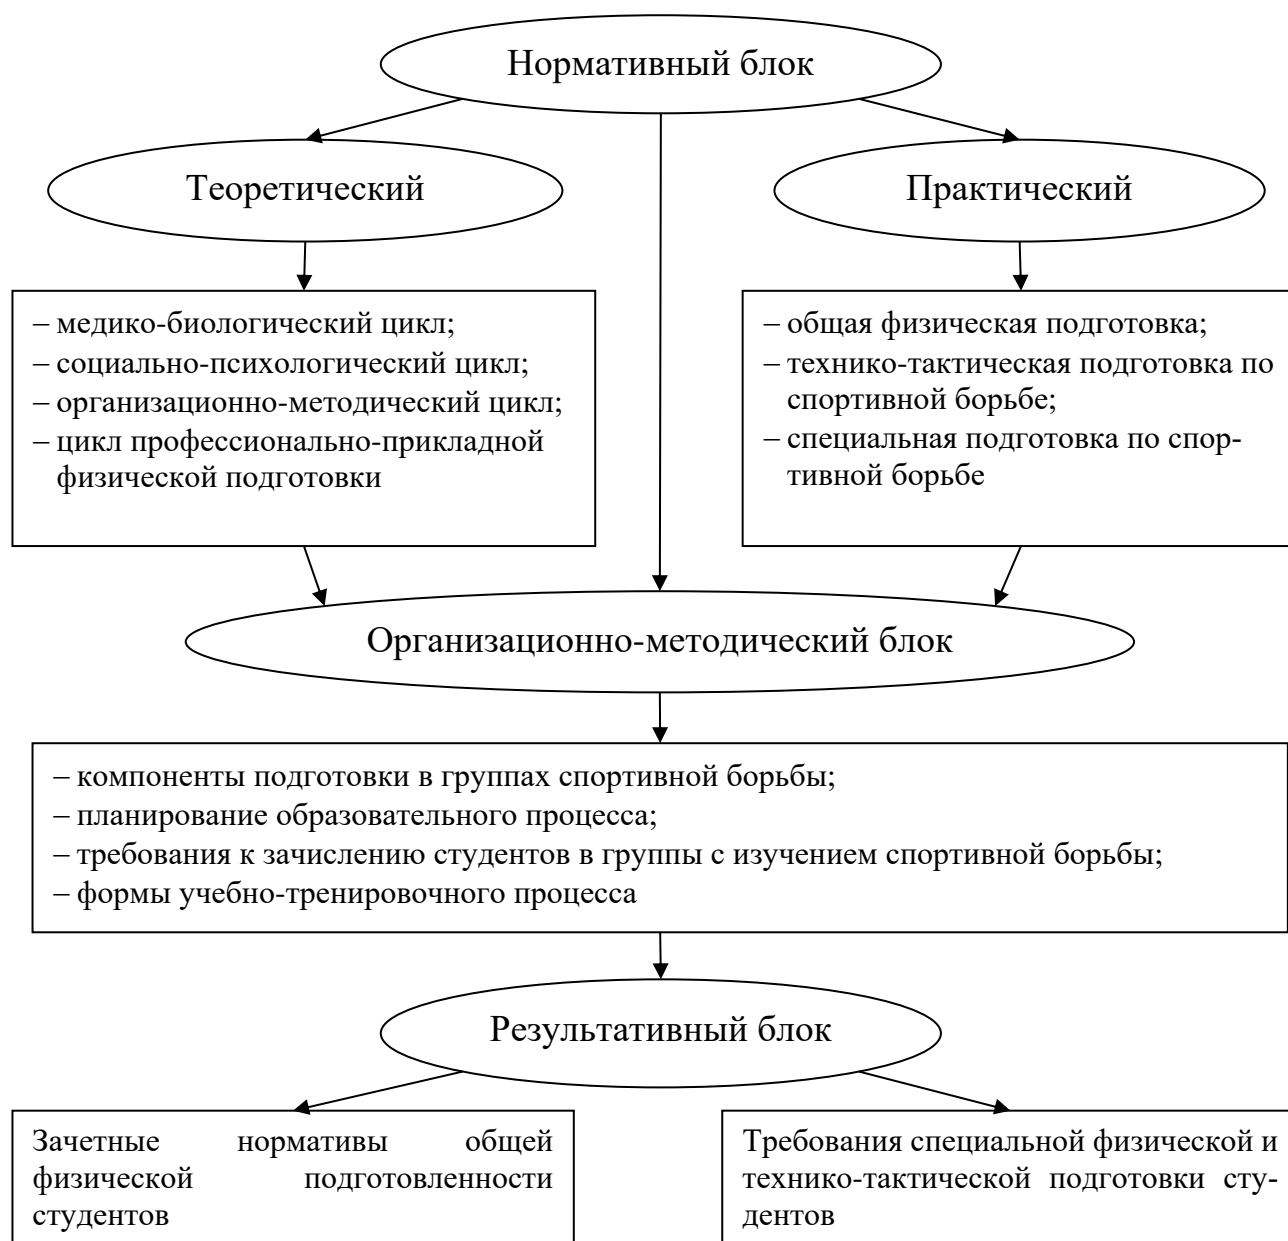 Нормативный блок
Теоретический
Практический
– медико-биологический цикл;
– социально-психологический цикл;
– организационно-методический цикл;
– цикл профессионально-прикладной
физической подготовки
– общая физическая подготовка;
– технико-тактическая подготовка по
спортивной борьбе;
– специальная подготовка по спор-
тивной борьбе
Организационно-методический блок
– компоненты подготовки в группах спортивной борьбы;
– планирование образовательного процесса;
– требования к зачислению студентов в группы с изучением спортивной борьбы;
– формы учебно-тренировочного процесса
Результативный блок
Зачетные нормативы общей
физической подготовленности
студентов
Требования специальной физической и
технико-тактической подготовки сту-
дентов